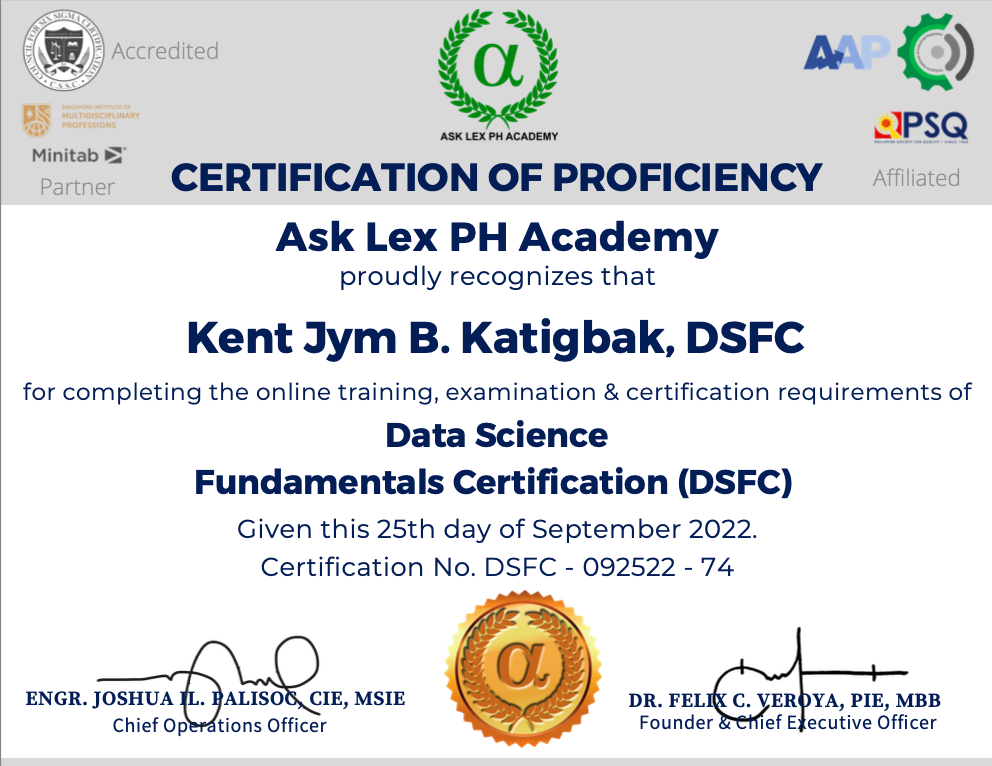 COUNCIL FOR SIX SIGMA CERTIFICATION
C.S.S.C.
Accredited
SINGAPORE INSTITUTE OF
MULTIDISCIPLINARY
PROFESSIONS
Minitab
Partner
α
ASK LEX PH ACADEMY
AAP
PSQ
PHILIPPINE SOCIETY FOR QUALITY - SINCE 1969
Affiliated
CERTIFICATION OF PROFICIENCY
Ask Lex PH Academy
proudly recognizes that
Kent Jym B. Katigbak, DSFC
for completing the online training, examination & certification requirements of
Data Science
Fundamentals Certification (DSFC)
Given this 25th day of September 2022.
Certification No. DSFC - 092522 - 74
α
ENGR. JOSHUA IL. PALISOC, CIE, MSIE
Chief Operations Officer
DR. FELIX C. VEROYA, PIE, MBB
Founder & Chief Executive Officer